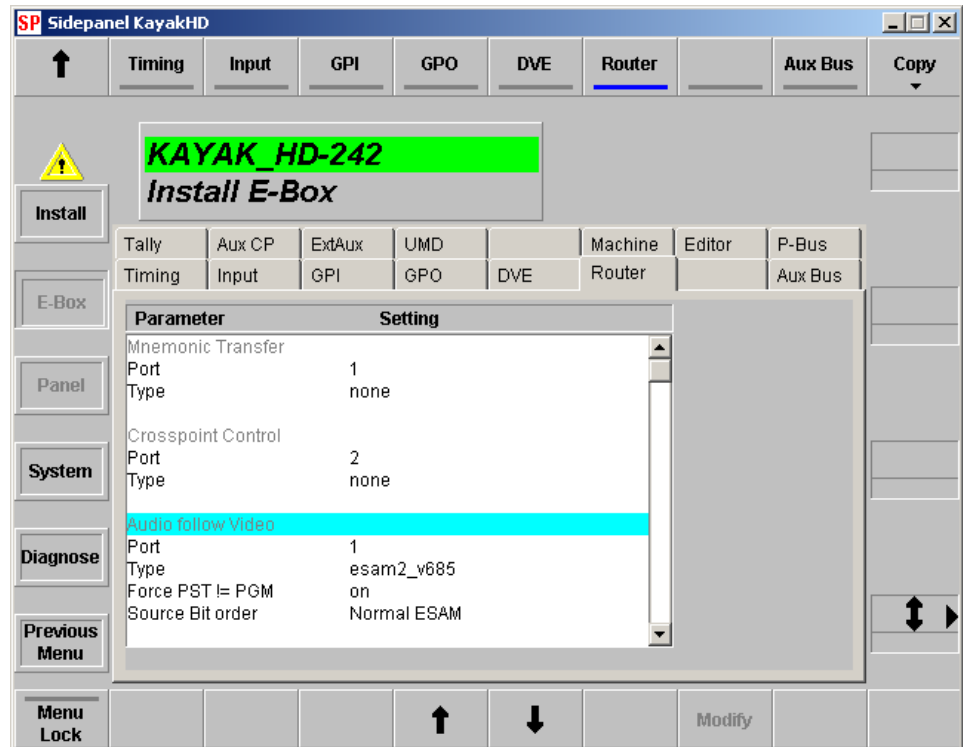 SP Sidepanel KayakHD
Timing Input GPI GPO DVE Router Aux Bus Copy
KAYAK_HD-242
Install E-Box
Install
Tally Aux CP ExtAux UMD Machine Editor P-Bus
Timing Input GPI GPO DVE Router Aux Bus
E-Box
Parameter Setting
Mnemonic Transfer
Port 1
Type none
Panel
Crosspoint Control
Port 2
Type none
System
Audio follow Video
Port 1
Type esam2_v685
Force PST != PGM on
Source Bit order Normal ESAM
Diagnose
Previous
Menu
Menu
Lock
Modify